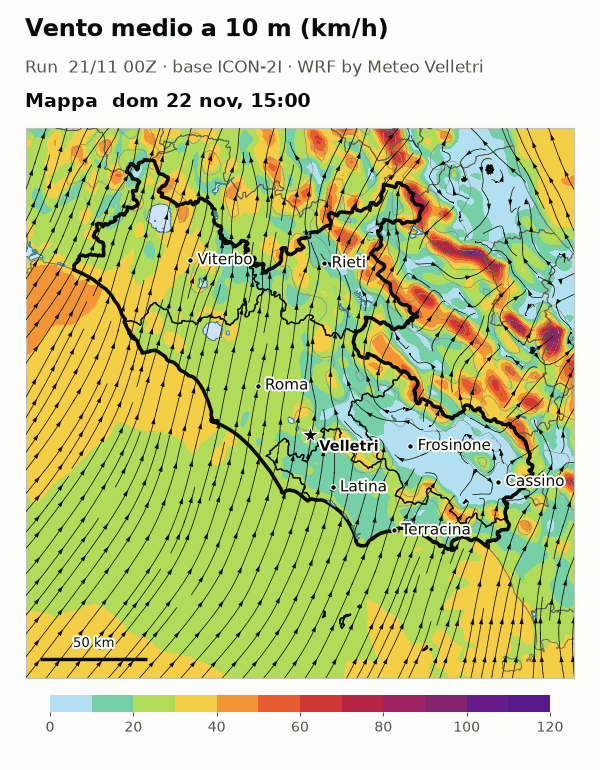 Vento medio a 10 m (km/h)
Run 21/11 00Z · base ICON-2I · WRF by Meteo Velletri
Mappa dom 22 nov, 15:00
Viterbo
Rieti
Roma
Velletri
Frosinone
Latina
Cassino
Terracina
50 km
0 20 40 60 80 100 120